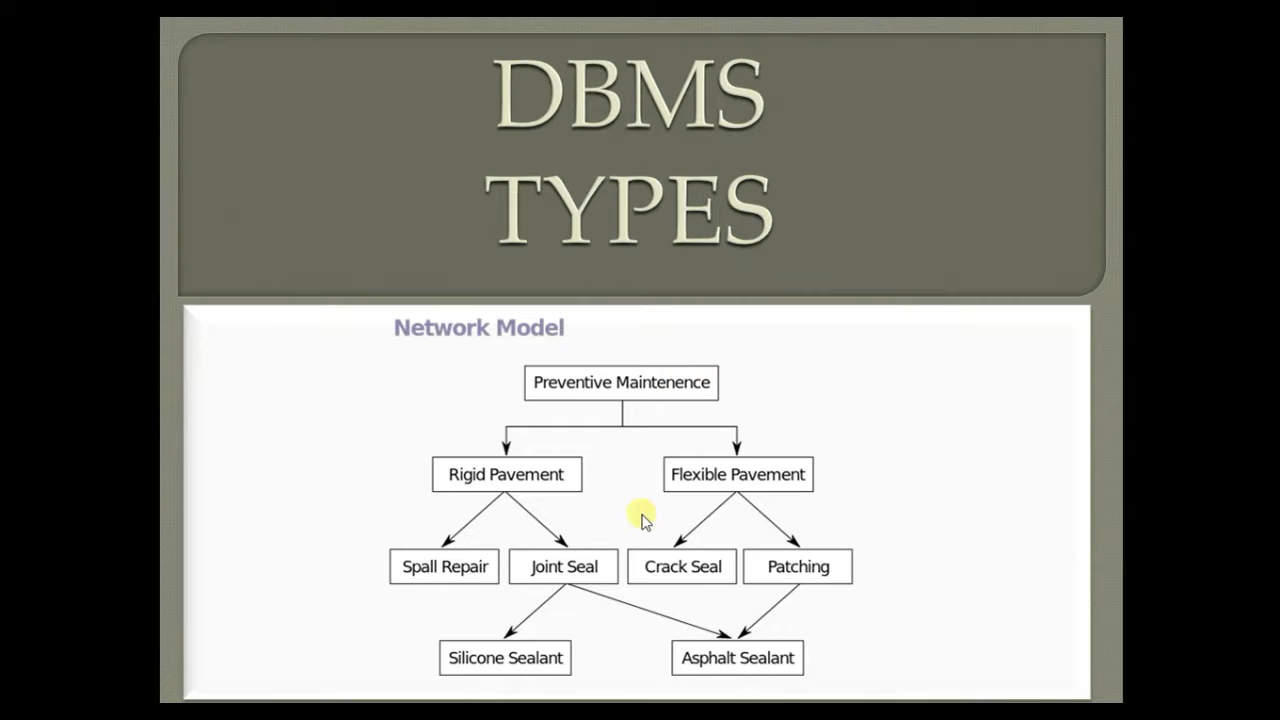 DBMS
TYPES
Network Model
Preventive Maintenence
Rigid Pavement
Flexible Pavement
Spall Repair
Joint Seal
Crack Seal
Patching
Silicone Sealant
Asphalt Sealant